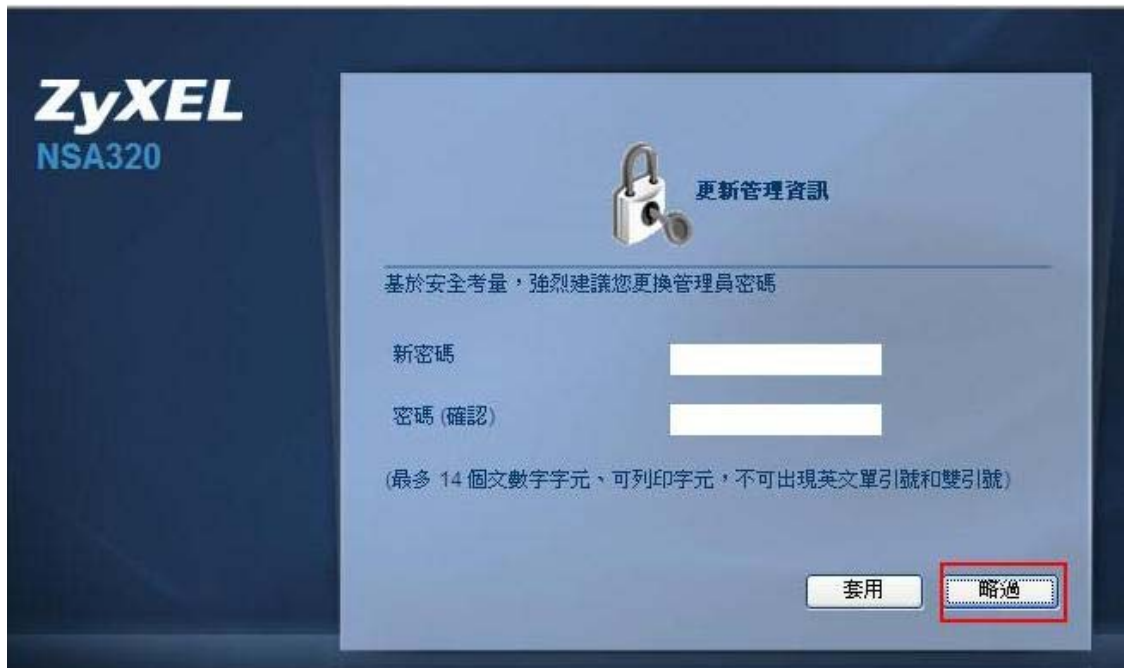 ZyXEL
NSA320
更新管理資訊
基於安全考量，強烈建議您更換管理員密碼
新密碼
密碼 (確認)
(最多 14 個文數字字元、可列印字元，不可出現英文單引號和雙引號)
套用
略過